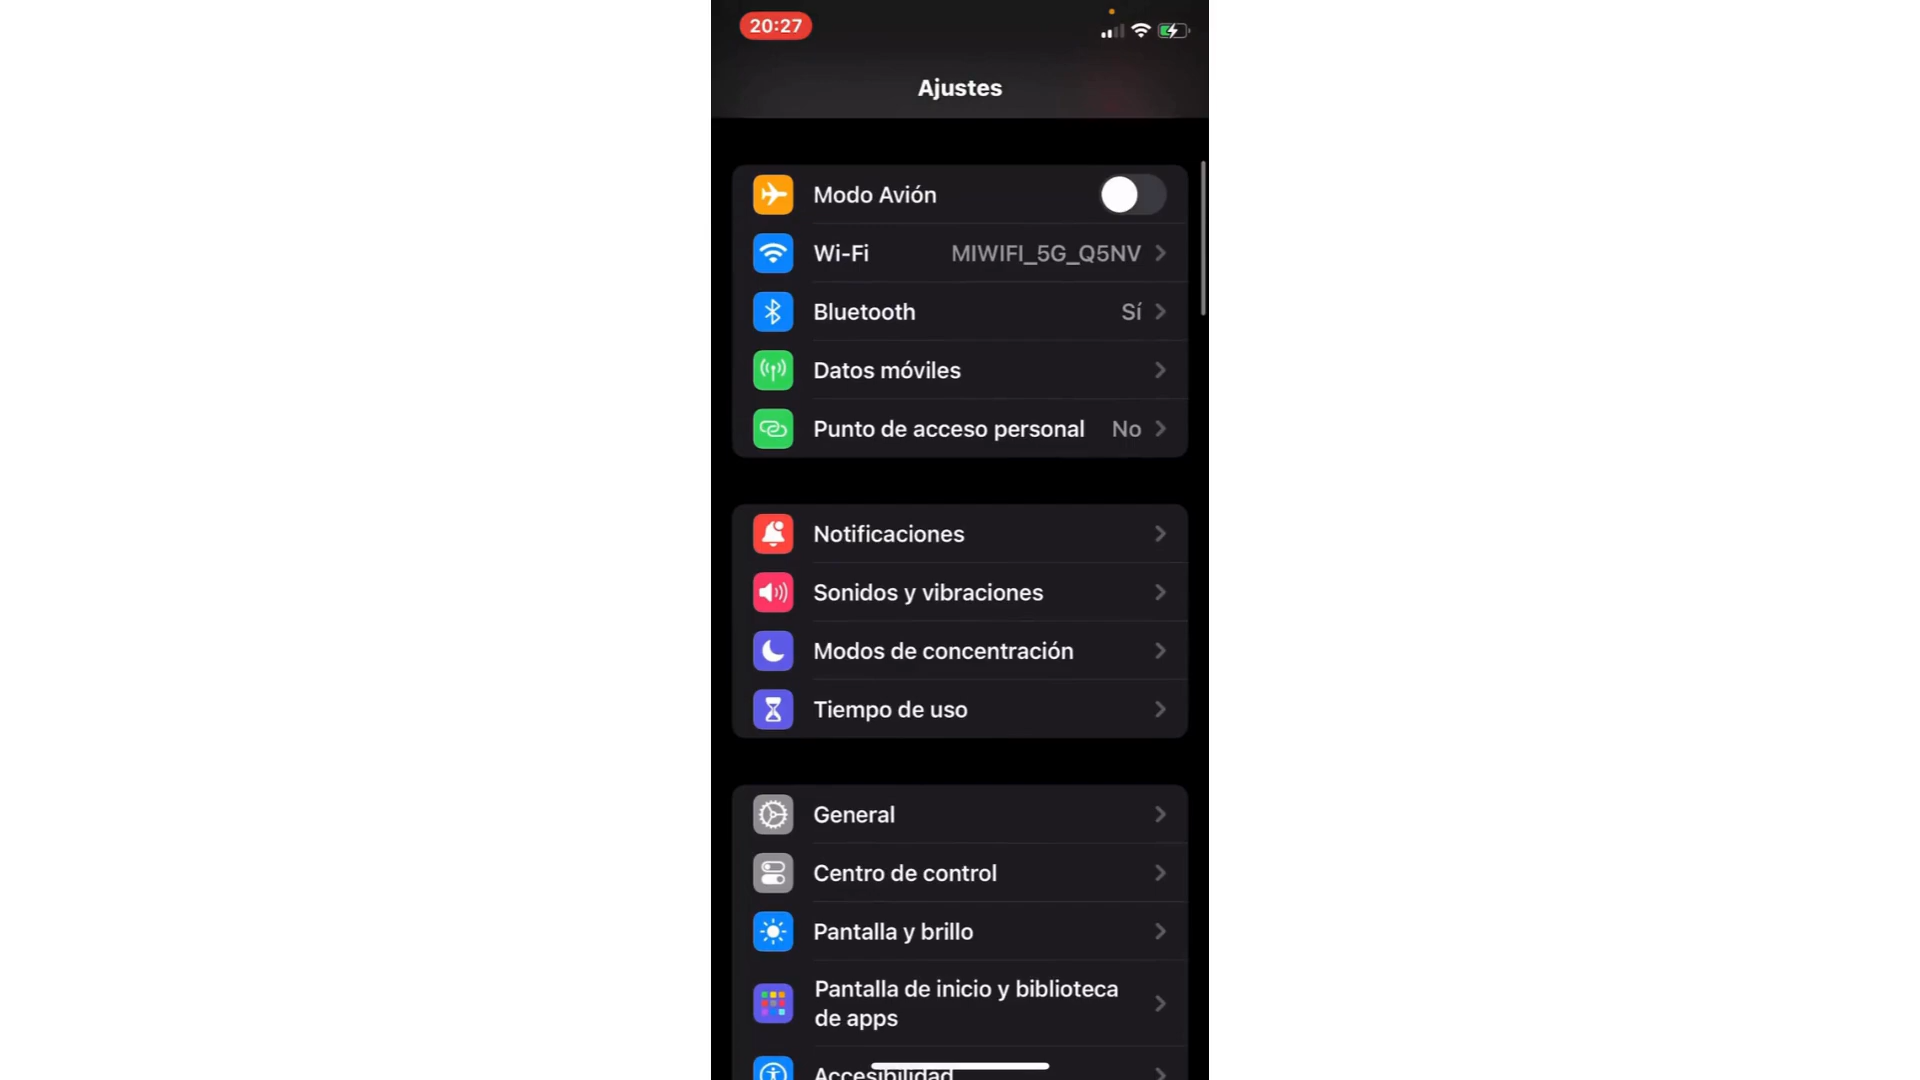 20:27
Ajustes
Modo Avión
Wi-Fi MIWIFI_5G_Q5NV
Bluetooth Sí
Datos móviles
Punto de acceso personal No
Notificaciones
Sonidos y vibraciones
Modos de concentración
Tiempo de uso
General
Centro de control
Pantalla y brillo
Pantalla de inicio y biblioteca
de apps
Accesibilidad